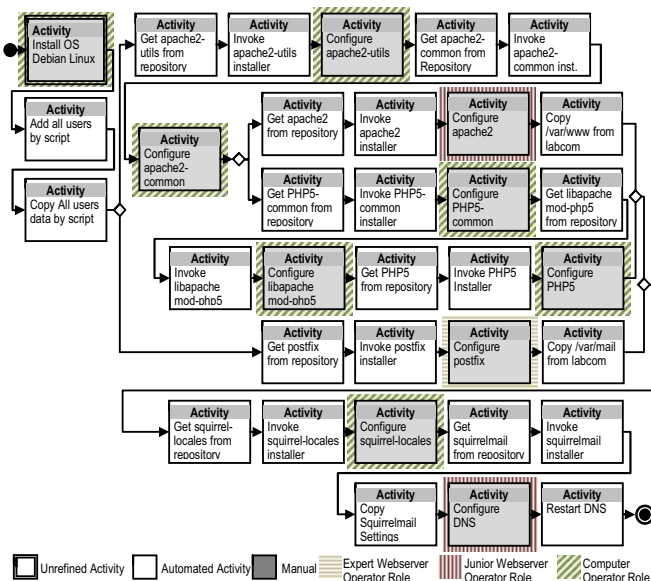 Activity
Install OS
Debian Linux
Activity
Get apache2-
utils from
repository
Activity
Invoke
apache2-utils
installer
Activity
Configure
apache2-utils
Activity
Get apache2-
common from
Repository
Activity
Invoke
apache2-
common inst.
Activity
Add all users
by script
Activity
Configure
apache2-
common
Activity
Get apache2
from repository
Activity
Invoke
apache2
installer
Activity
Configure
apache2
Activity
Copy
/var/www from
labcom
Activity
Copy All users
data by script
Activity
Get PHP5-
common from
repository
Activity
Invoke PHP5-
common
installer
Activity
Configure
PHP5-
common
Activity
Get libapache
mod-php5 from
repository
Activity
Invoke
libapache
mod-php5
Activity
Configure
libapache
mod-php5
Activity
Get PHP5
from repository
Activity
Invoke PHP5
Installer
Activity
Configure
PHP5
Activity
Get postfix
from repository
Activity
Invoke postfix
installer
Activity
Configure
postfix
Activity
Copy /var/mail
from labcom
Activity
Get squirrel-
locales from
repository
Activity
Invoke
squirrel-locales
installer
Activity
Configure
squirrel-locales
Activity
Get
squirrelmail
from repository
Activity
Invoke
squirrelmail
installer
Activity
Copy
Squirrelmail
Settings
Activity
Configure
DNS
Activity
Restart DNS
Unrefined Activity
Automated Activity
Manual
Expert Webserver
Operator Role
Junior Webserver
Operator Role
Computer
Operator Role